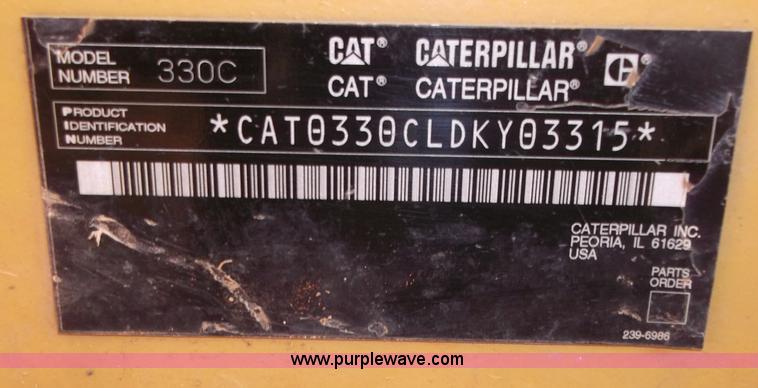 MODEL NUMBER 330C
CAT® CATERPILLAR®
CAT® CATERPILLAR®
PRODUCT
IDENTIFICATION
NUMBER
*CAT0330CLDKY03315*
CATERPILLAR INC.
PEORIA, IL 61629
USA
PARTS
ORDER
239-6986
www.purplewave.com